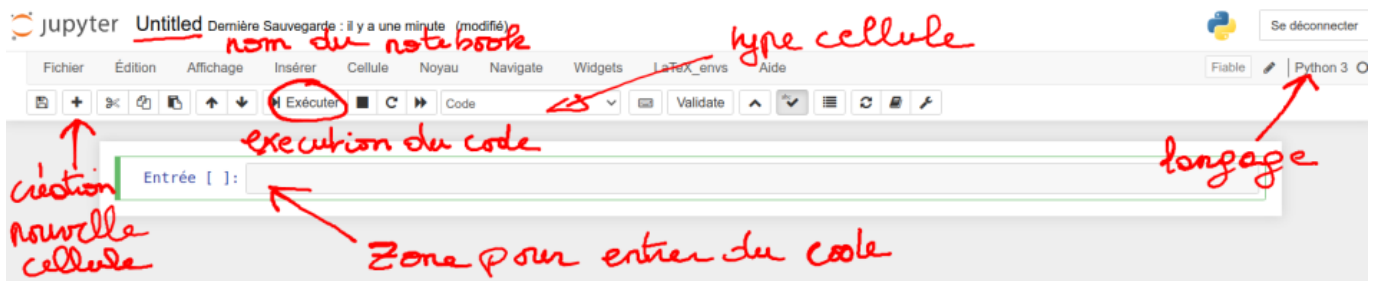 jupyter Untitled Dernière Sauvegarde : il y a une minute (modifié) Se déconnecter
nom du notebook
type cellule
Fichier Édition Affichage Insérer Cellule Noyau Navigate Widgets LaTeX_envs Aide Fiable Python 3
Exécuter Code Validate
execution du code
langage
Entrée [ ]:
création
nouvelle
cellule
Zone pour entrer du code